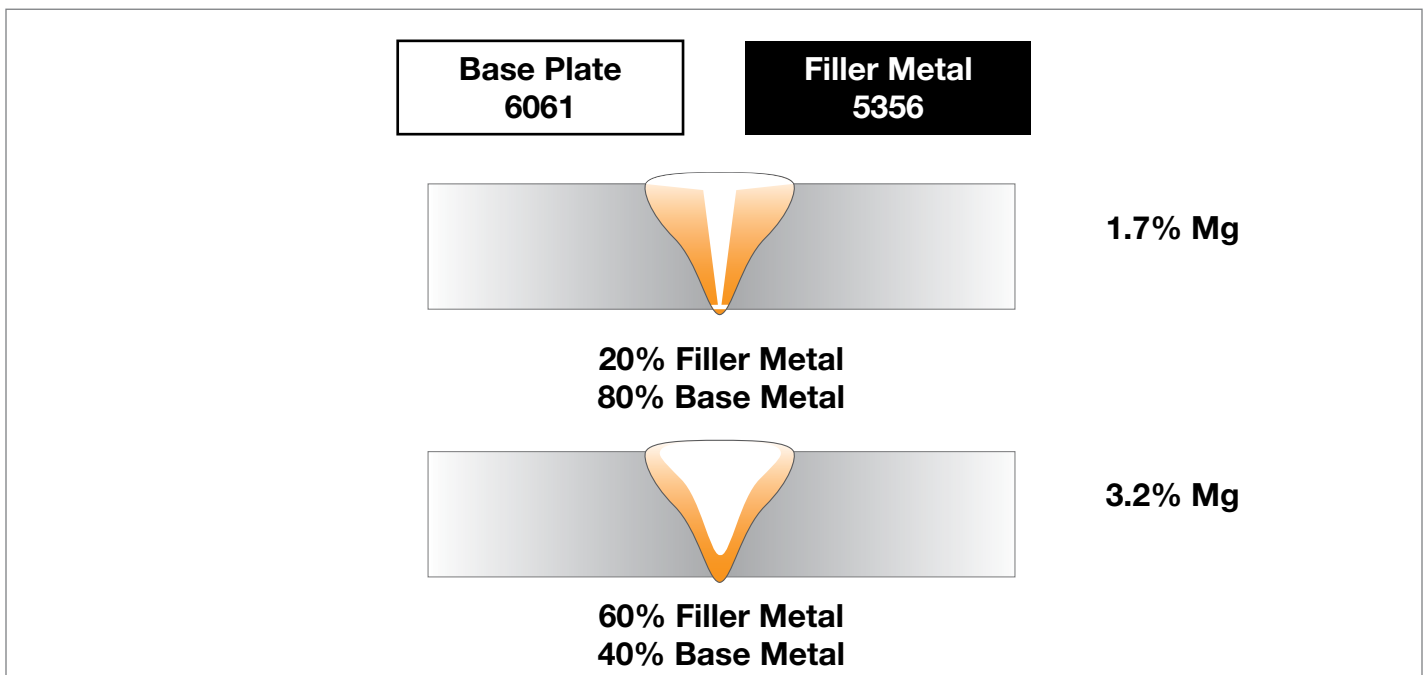 Base Plate
6061
Filler Metal
5356
1.7% Mg
20% Filler Metal
80% Base Metal
3.2% Mg
60% Filler Metal
40% Base Metal